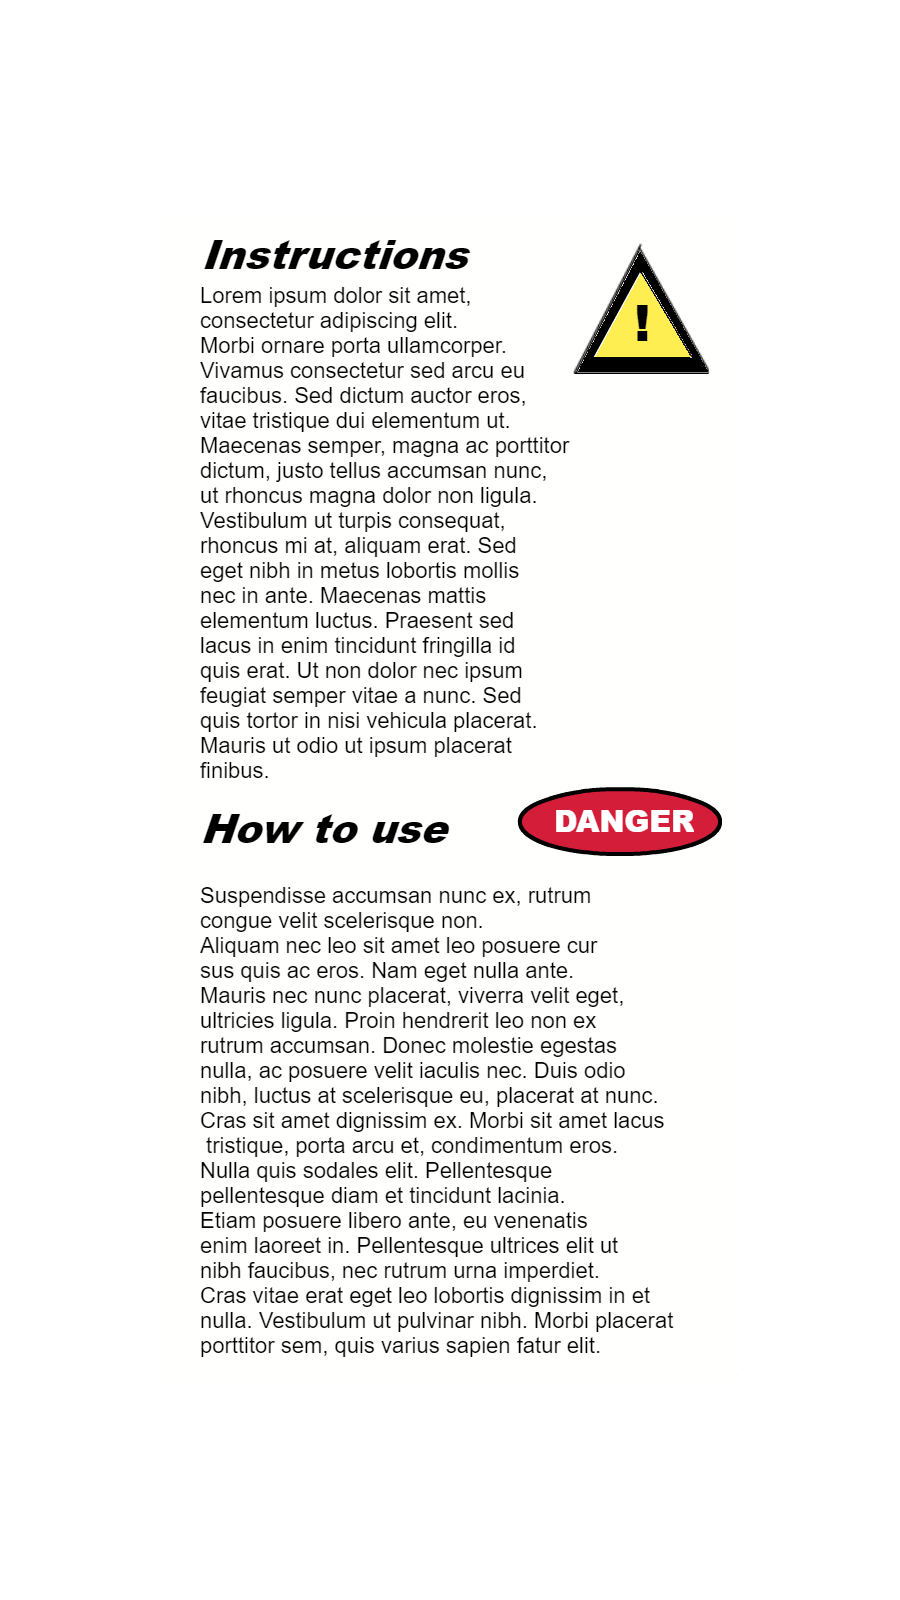 Instructions
!
Lorem ipsum dolor sit amet,
consectetur adipiscing elit.
Morbi ornare porta ullamcorper.
Vivamus consectetur sed arcu eu
faucibus. Sed dictum auctor eros,
vitae tristique dui elementum ut.
Maecenas semper, magna ac porttitor
dictum, justo tellus accumsan nunc,
ut rhoncus magna dolor non ligula.
Vestibulum ut turpis consequat,
rhoncus mi at, aliquam erat. Sed
eget nibh in metus lobortis mollis
nec in ante. Maecenas mattis
elementum luctus. Praesent sed
lacus in enim tincidunt fringilla id
quis erat. Ut non dolor nec ipsum
feugiat semper vitae a nunc. Sed
quis tortor in nisi vehicula placerat.
Mauris ut odio ut ipsum placerat
finibus.
How to use
DANGER
Suspendisse accumsan nunc ex, rutrum
congue velit scelerisque non.
Aliquam nec leo sit amet leo posuere cur
sus quis ac eros. Nam eget nulla ante.
Mauris nec nunc placerat, viverra velit eget,
ultricies ligula. Proin hendrerit leo non ex
rutrum accumsan. Donec molestie egestas
nulla, ac posuere velit iaculis nec. Duis odio
nibh, luctus at scelerisque eu, placerat at nunc.
Cras sit amet dignissim ex. Morbi sit amet lacus
tristique, porta arcu et, condimentum eros.
Nulla quis sodales elit. Pellentesque
pellentesque diam et tincidunt lacinia.
Etiam posuere libero ante, eu venenatis
enim laoreet in. Pellentesque ultrices elit ut
nibh faucibus, nec rutrum urna imperdiet.
Cras vitae erat eget leo lobortis dignissim in et
nulla. Vestibulum ut pulvinar nibh. Morbi placerat
porttitor sem, quis varius sapien fatur elit.